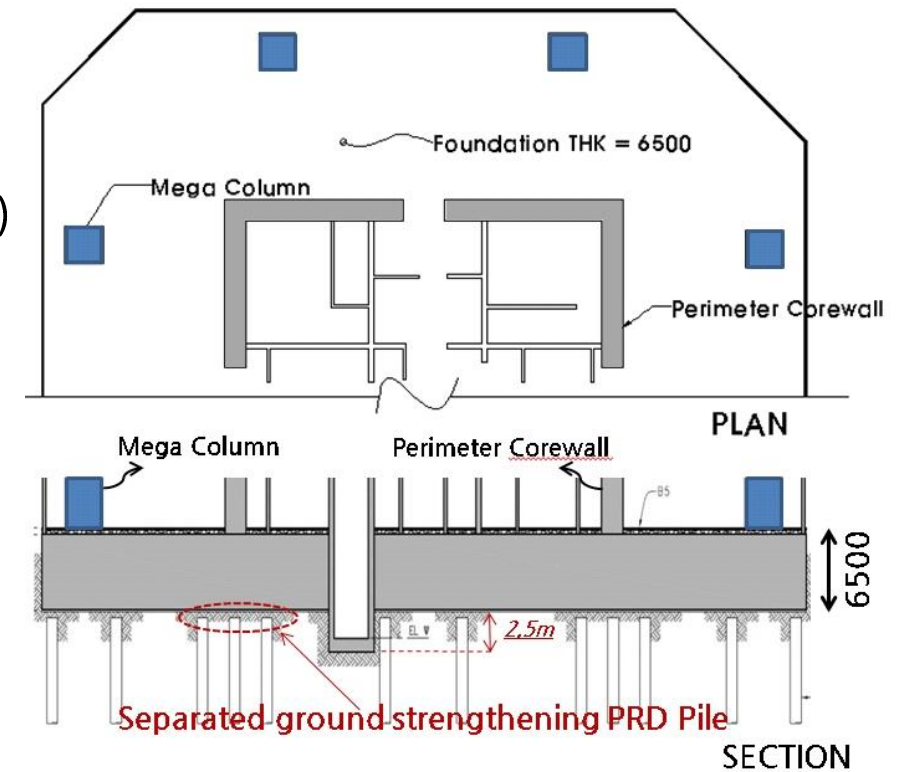 )
Foundation THK = 6500
Mega Column
Perimeter Corewall
PLAN
Mega Column
Perimeter Corewall
B5
6500
2,5m
Separated ground strengthening PRD Pile
SECTION